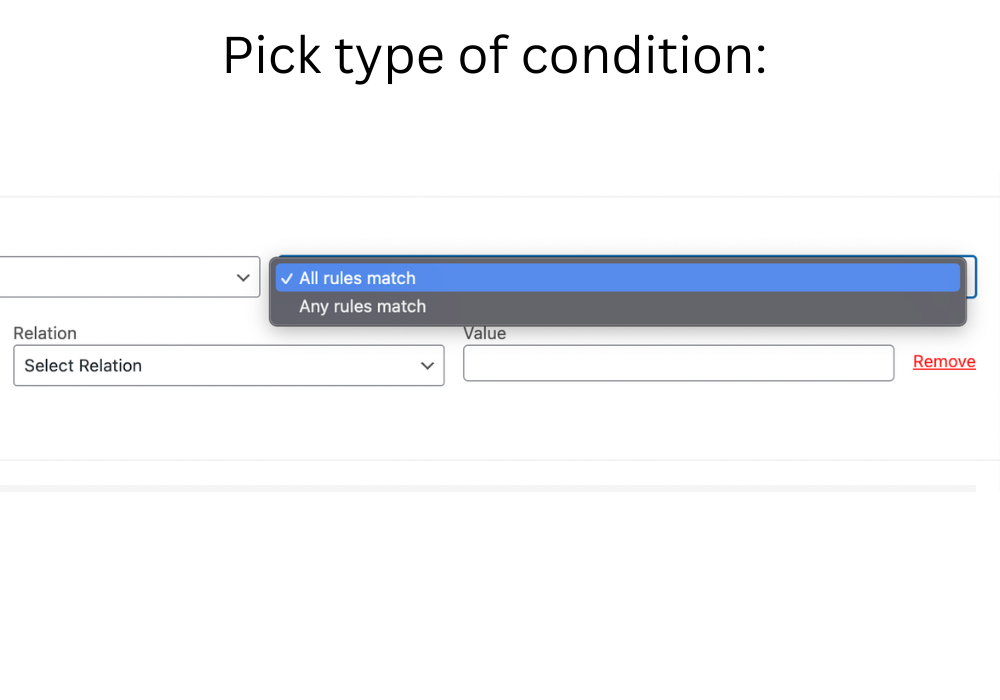 Pick type of condition:
All rules match
Any rules match
Relation
Value
Select Relation
Remove